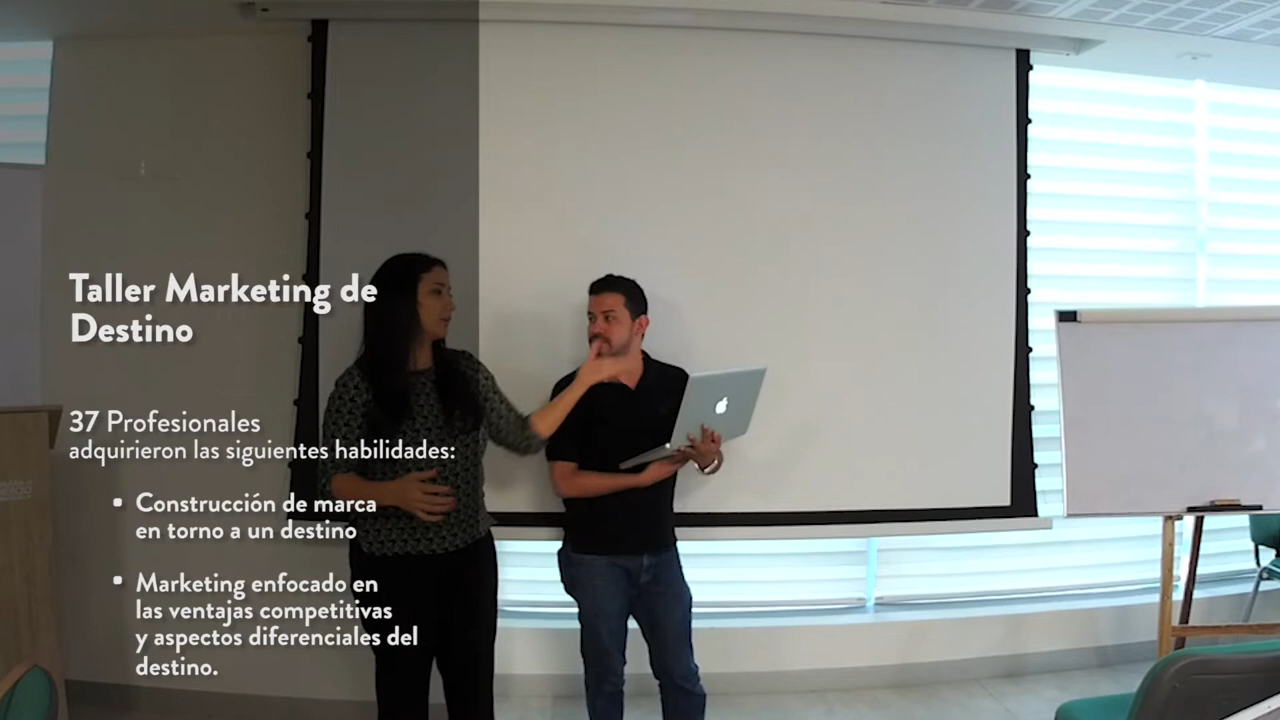 Taller Marketing de
Destino
37 Profesionales
adquirieron las siguientes habilidades:
• Construcción de marca
en torno a un destino
• Marketing enfocado en
las ventajas competitivas
y aspectos diferenciales del
destino.